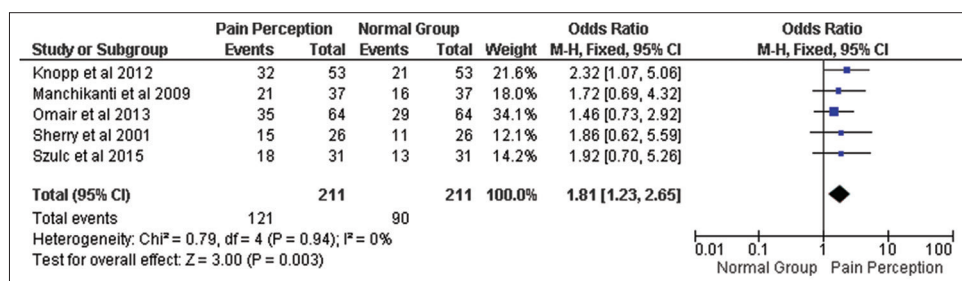 Pain Perception Normal Group Odds Ratio Odds Ratio
Study or Subgroup Events Total Events Total Weight M-H, Fixed, 95% CI M-H, Fixed, 95% CI
Knopp et al 2012 32 53 21 53 21.6% 2.32 [1.07, 5.06]
Manchikanti et al 2009 21 37 16 37 18.0% 1.72 [0.69, 4.32]
Omair et al 2013 35 64 29 64 34.1% 1.46 [0.73, 2.92]
Sherry et al 2001 15 26 11 26 12.1% 1.86 [0.62, 5.59]
Szulc et al 2015 18 31 13 31 14.2% 1.92 [0.70, 5.26]
Total (95% CI) 211 211 100.0% 1.81 [1.23, 2.65]
Total events 121 90
Heterogeneity: Chi² = 0.79, df = 4 (P = 0.94); I² = 0%
Test for overall effect: Z = 3.00 (P = 0.003)
0.01 0.1 1 10 100
Normal Group Pain Perception